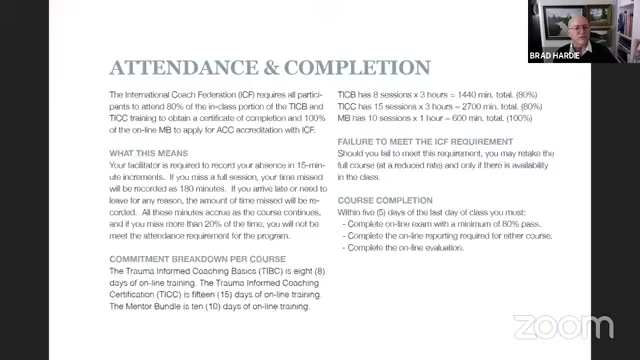 ATTENDANCE & COMPLETION
The International Coach Federation (ICF) requires all partici-
pants to attend 80% of the in-class portion of the TICB and
TICC training to obtain a certificate of completion and 100%
of the on-line MB to apply for ACC accreditation with ICF.
WHAT THIS MEANS
Your facilitator is required to record your absence in 15-min-
ute increments. If you miss a full session, your time missed
will be recorded as 180 minutes. If you arrive late or need to
leave for any reason, the amount of time missed will be re-
corded. All these minutes accrue as the course continues,
and if you miss more than 20% of the time, you will not be
meet the attendance requirement for the program.
COMMITMENT BREAKDOWN PER COURSE
The Trauma Informed Coaching Basics (TIBC) is eight (8)
days of on-line training. The Trauma Informed Coaching
Certification (TICC) is fifteen (15) days of on-line training.
The Mentor Bundle is ten (10) days of on-line training.
TICB has 8 sessions x 3 hours = 1440 min. total. (80%)
TICC has 15 sessions x 3 hours = 2700 min. total. (80%)
MB has 10 sessions x 1 hour = 600 min. total. (100%)
FAILURE TO MEET THE ICF REQUIREMENT
Should you fail to meet this requirement, you may retake the
full course (at a reduced rate) and only if there is availability
in the class.
COURSE COMPLETION
Within five (5) days of the last day of class you must:
- Complete on-line exam with a minimum of 80% pass.
- Complete the on-line reporting required for either course.
- Complete the on-line evaluation.
BRAD HARDIE
zoom